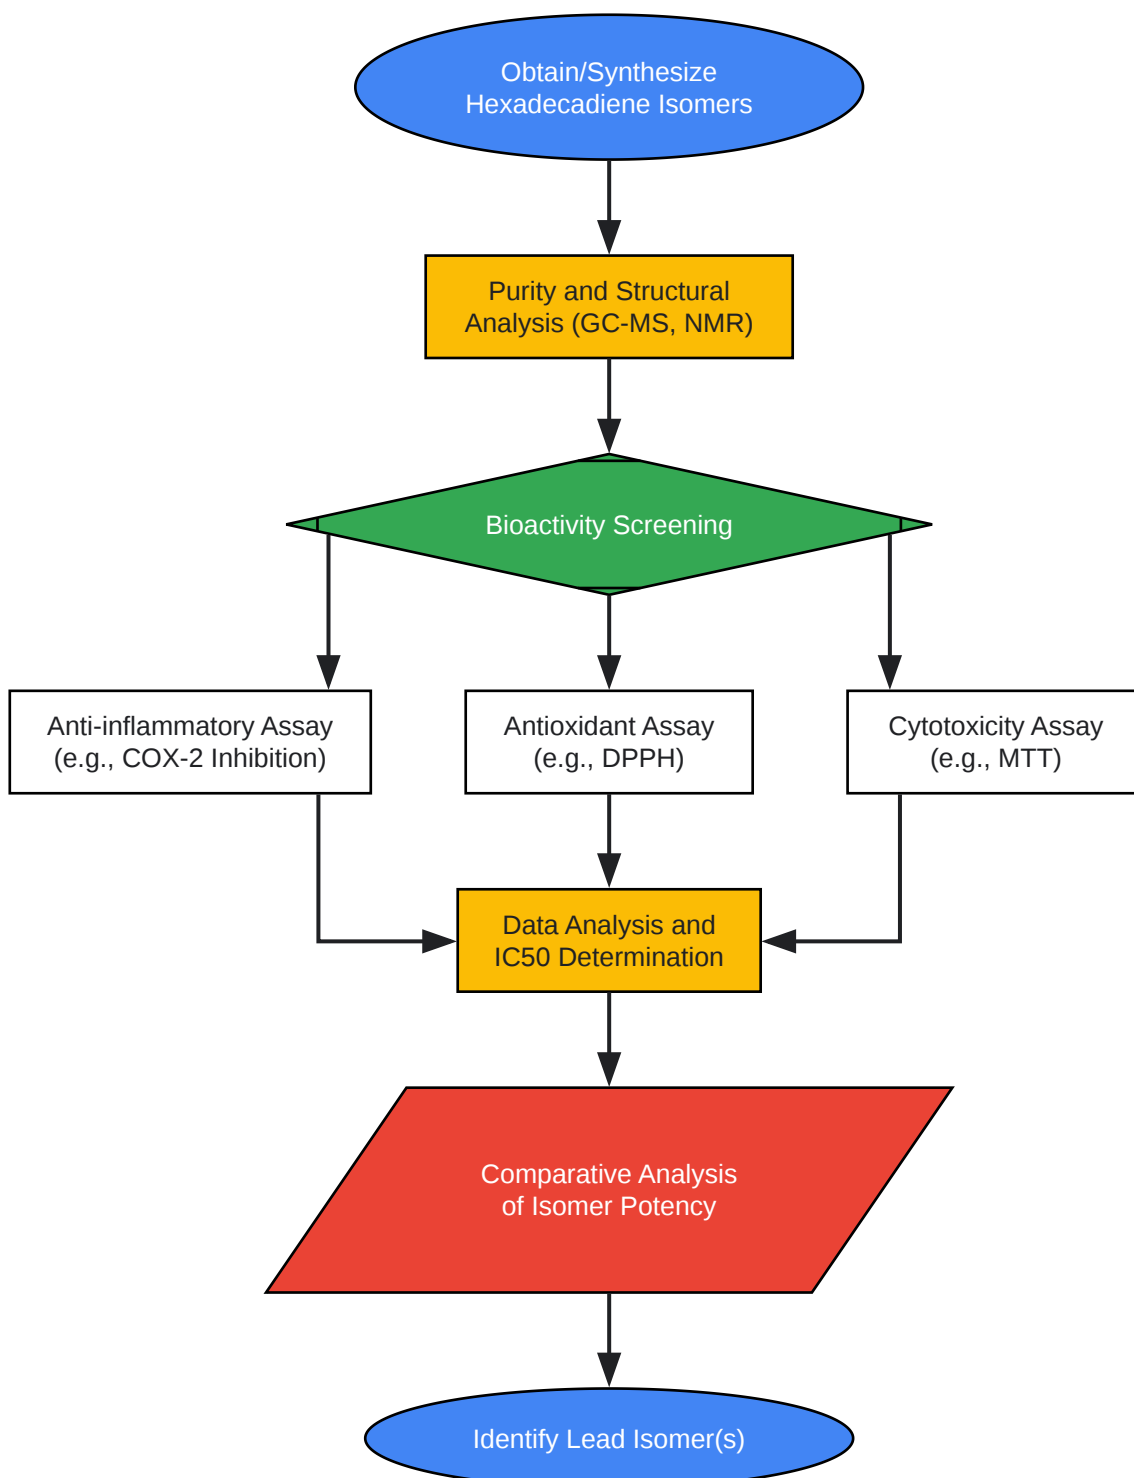 Obtain/Synthesize
Hexadecadiene Isomers
Purity and Structural
Analysis (GC-MS, NMR)
Bioactivity Screening
Anti-inflammatory Assay
(e.g., COX-2 Inhibition)
Antioxidant Assay
(e.g., DPPH)
Cytotoxicity Assay
(e.g., MTT)
Data Analysis and
IC50 Determination
Comparative Analysis
of Isomer Potency
Identify Lead Isomer(s)